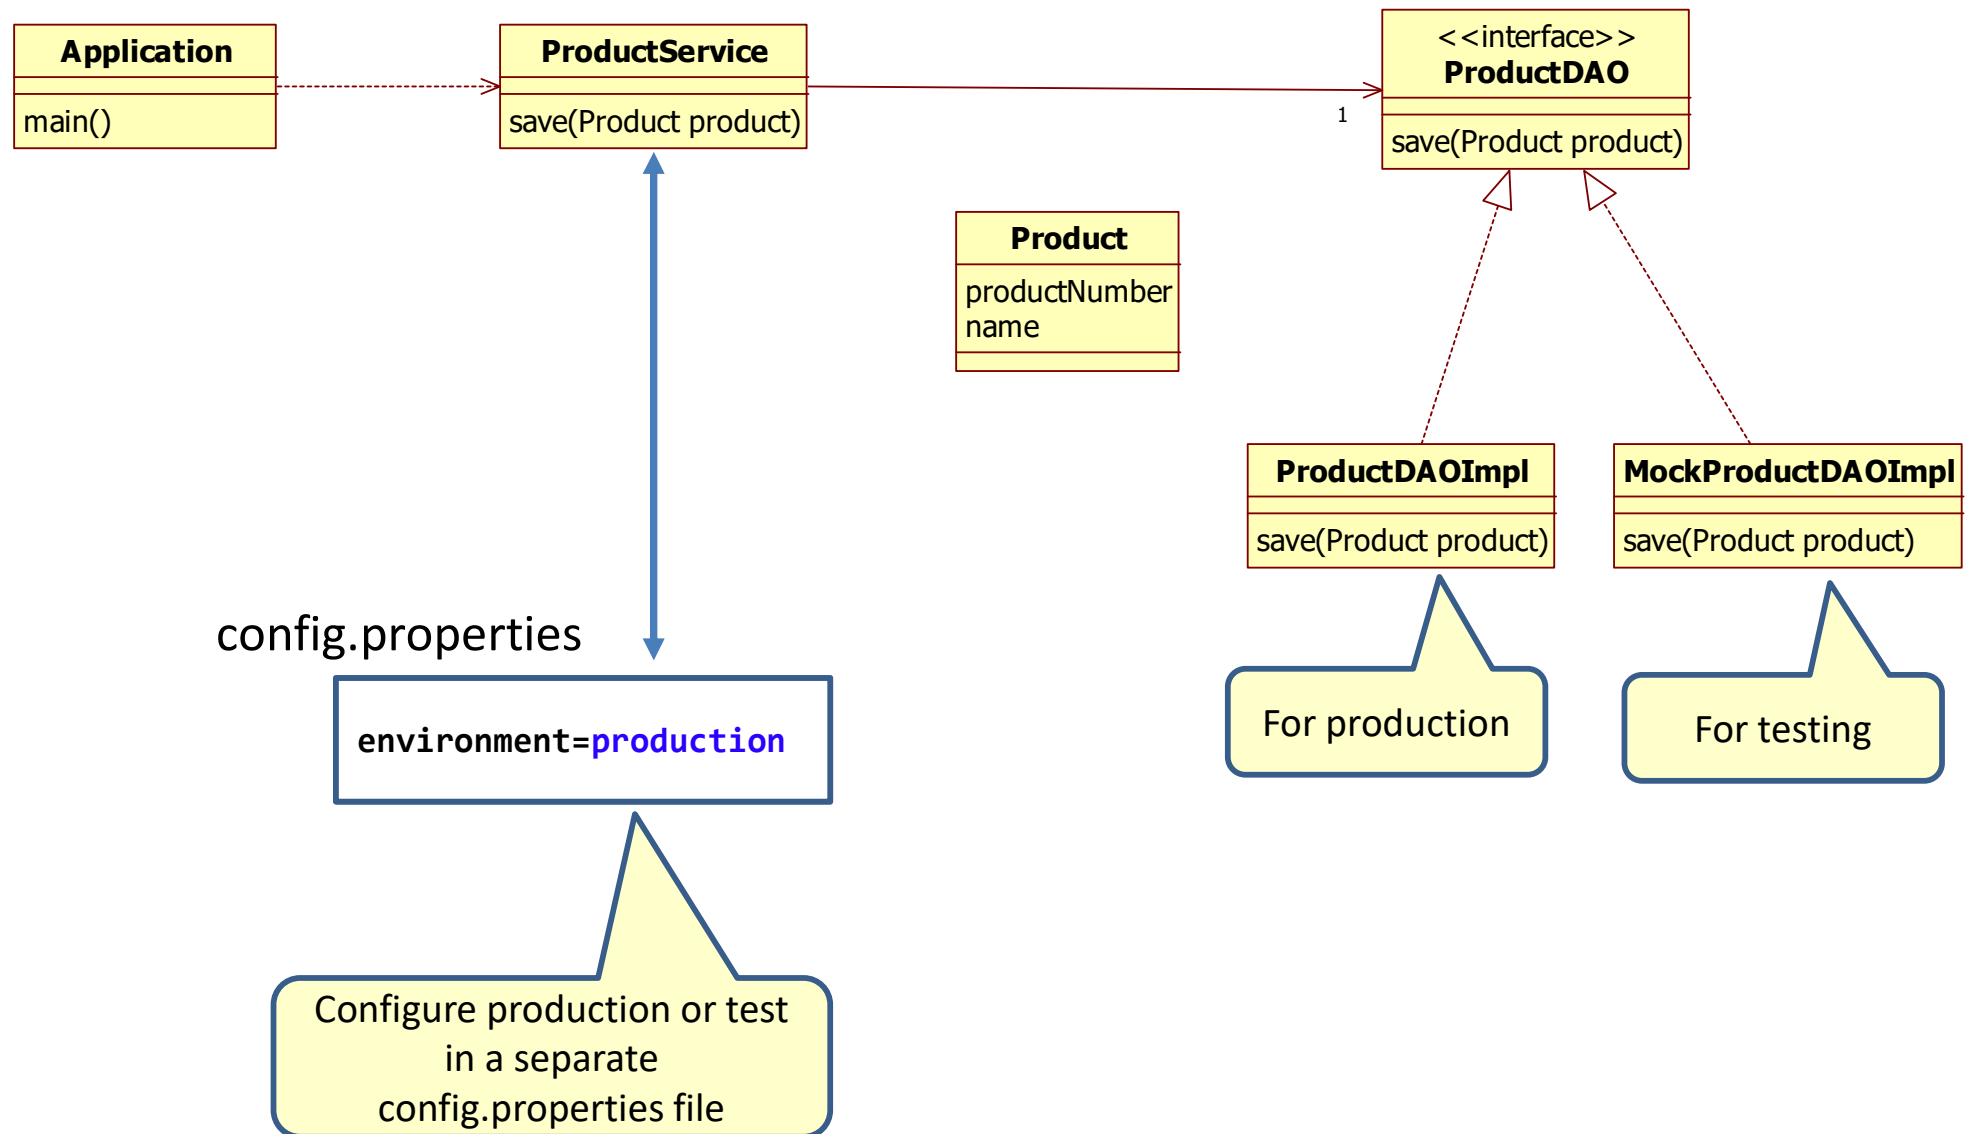 Application
main()
ProductService
save(Product product)
1
<<interface>>
ProductDAO
save(Product product)
Product
productNumber
name
ProductDAOImpl
save(Product product)
MockProductDAOImpl
save(Product product)
config.properties
environment=production
For production
For testing
Configure production or test
in a separate
config.properties file